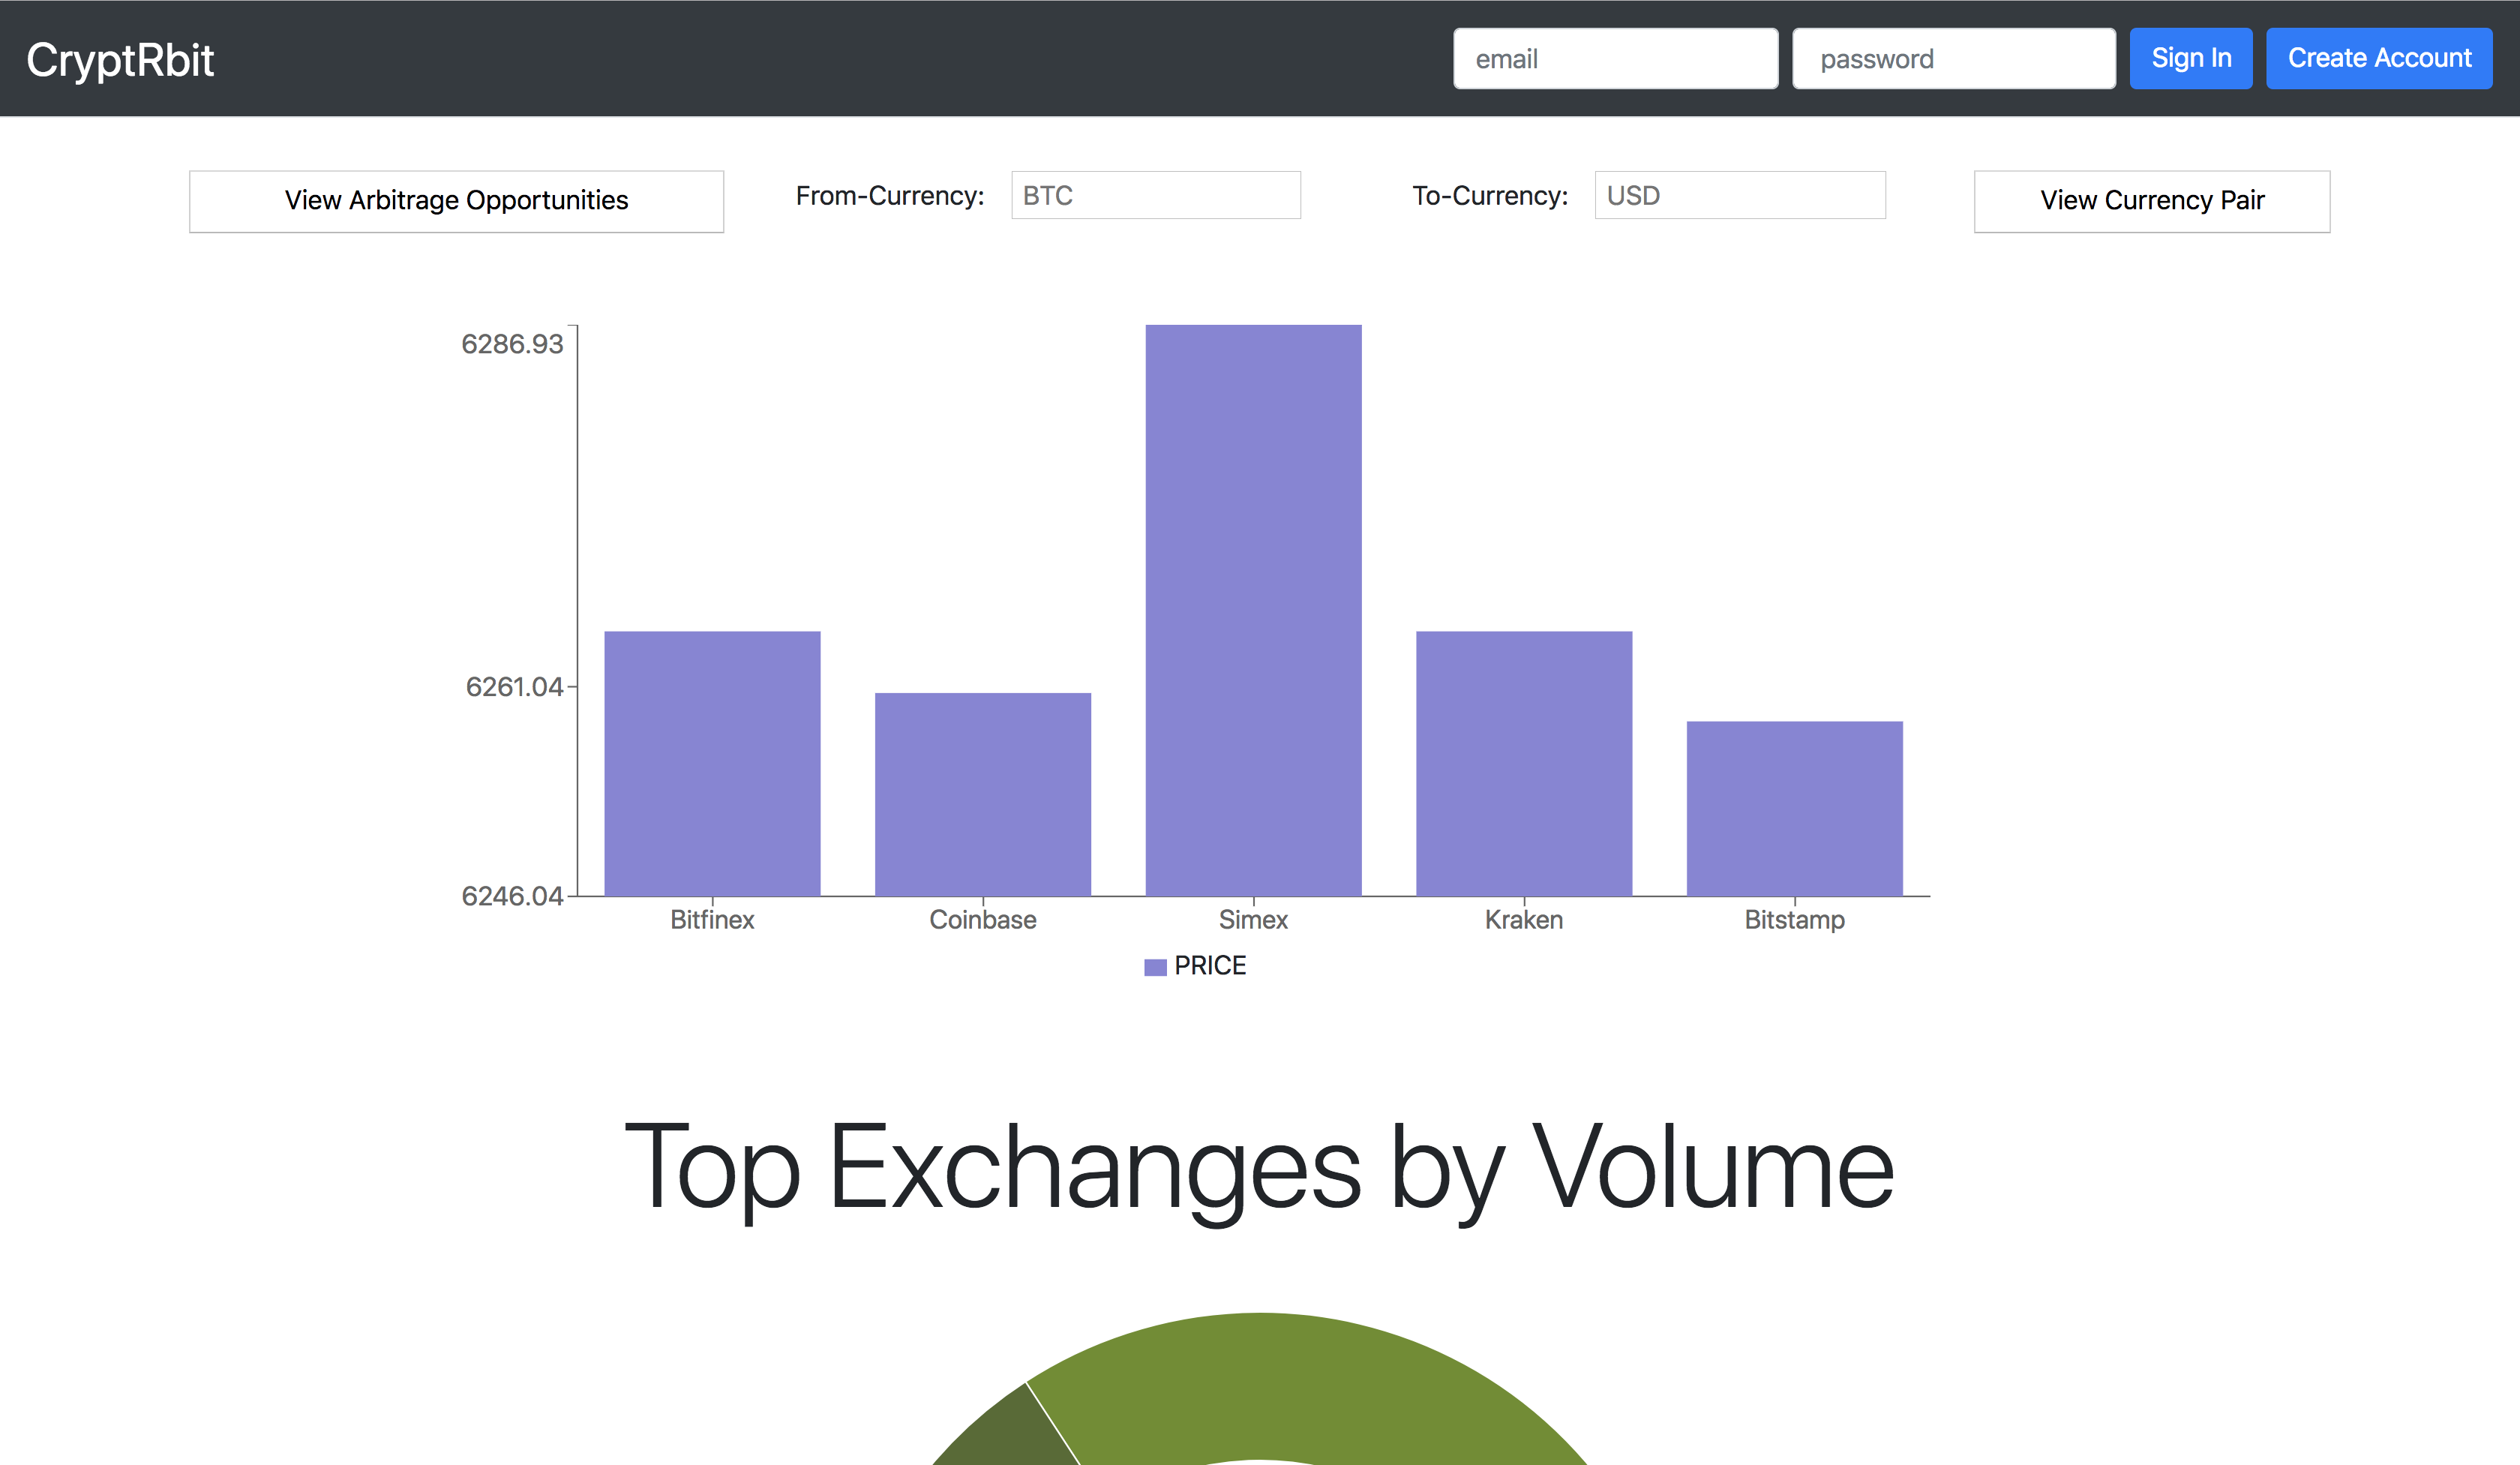 CryptRbit
email
password
Sign In
Create Account
View Arbitrage Opportunities
From-Currency:
BTC
To-Currency:
USD
View Currency Pair
6286.93
6261.04
6246.04
Bitfinex
Coinbase
Simex
Kraken
Bitstamp
PRICE
Top Exchanges by Volume